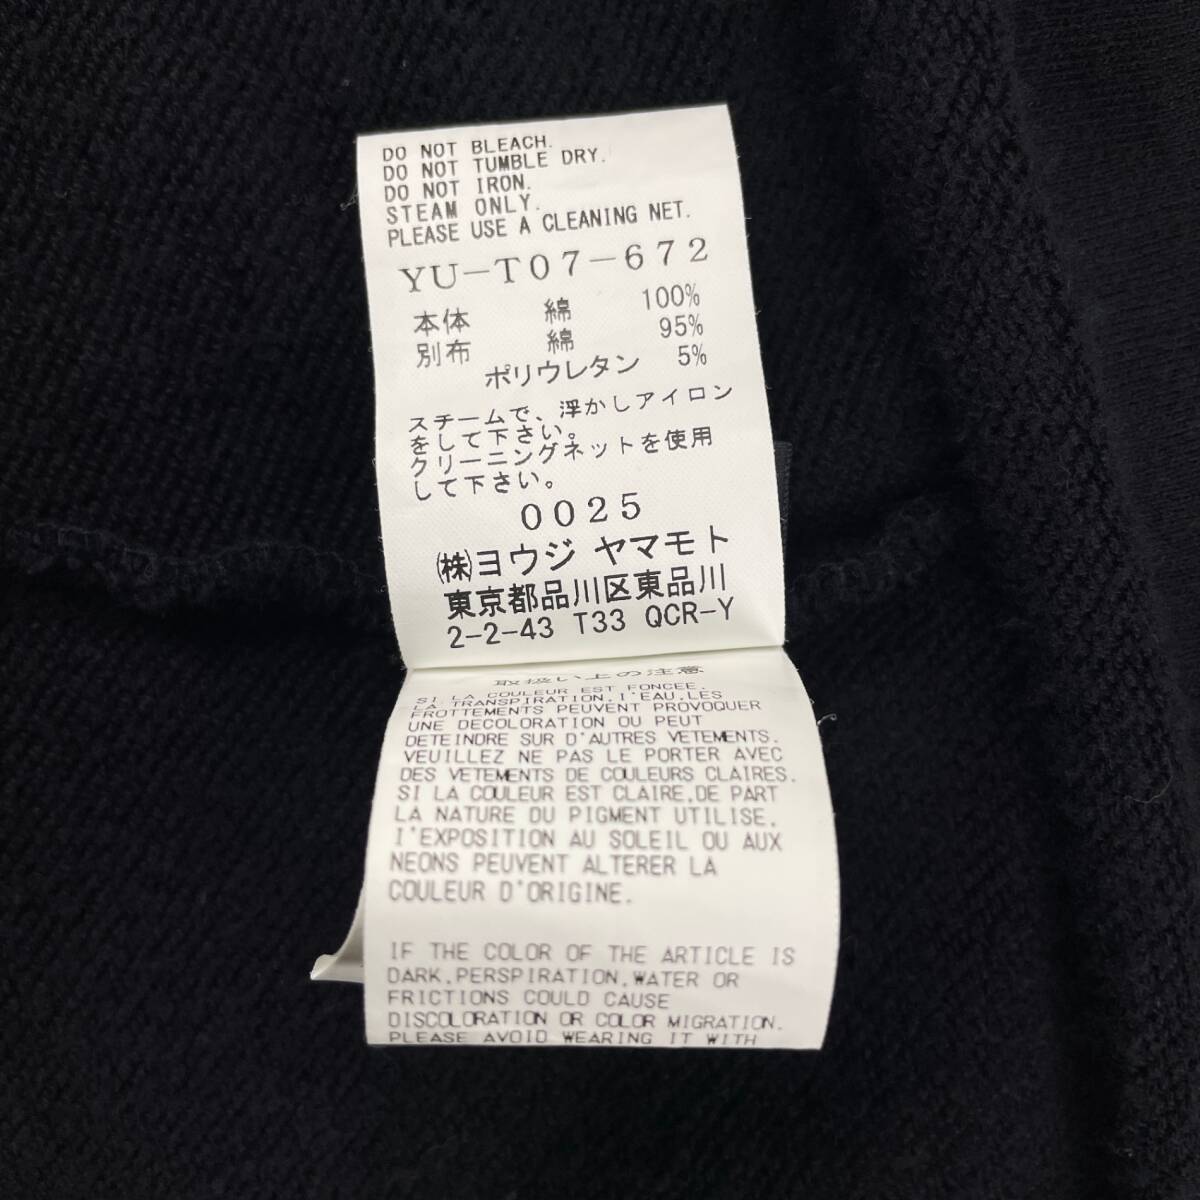 DO NOT BLEACH.
DO NOT TUMBLE DRY.
DO NOT IRON.
STEAM ONLY.
PLEASE USE A CLEANING NET.
YU-T07-672
本体 綿 100%
別布 綿 95%
ポリウレタン 5%
スチームで、浮かしアイロン
をして下さい。
クリーニングネットを使用
して下さい。
0025
㈱ヨウジ ヤマモト
東京都品川区東品川
2-2-43 T33 QCR-Y
取扱い上の注意
SI LA COULEUR EST FONCEE.
LA TRANSPIRATION,I'EAU,LES
FROTTEMENTS PEUVENT PROVOQUER
UNE DECOLORATION OU PEUT
DETEINDRE SUR D'AUTRES VETEMENTS.
VEUILLEZ NE PAS LE PORTER AVEC
DES VETEMENTS DE COULEURS CLAIRES.
SI LA COULEUR EST CLAIRE,DE PART
LA NATURE DU PIGMENT UTILISE,
I'EXPOSITION AU SOLEIL OU AUX
NEONS PEUVENT ALTERER LA
COULEUR D'ORIGINE.
IF THE COLOR OF THE ARTICLE IS
DARK,PERSPIRATION,WATER OR
FRICTIONS COULD CAUSE
DISCOLORATION OR COLOR MIGRATION.
PLEASE AVOID WEARING IT WITH